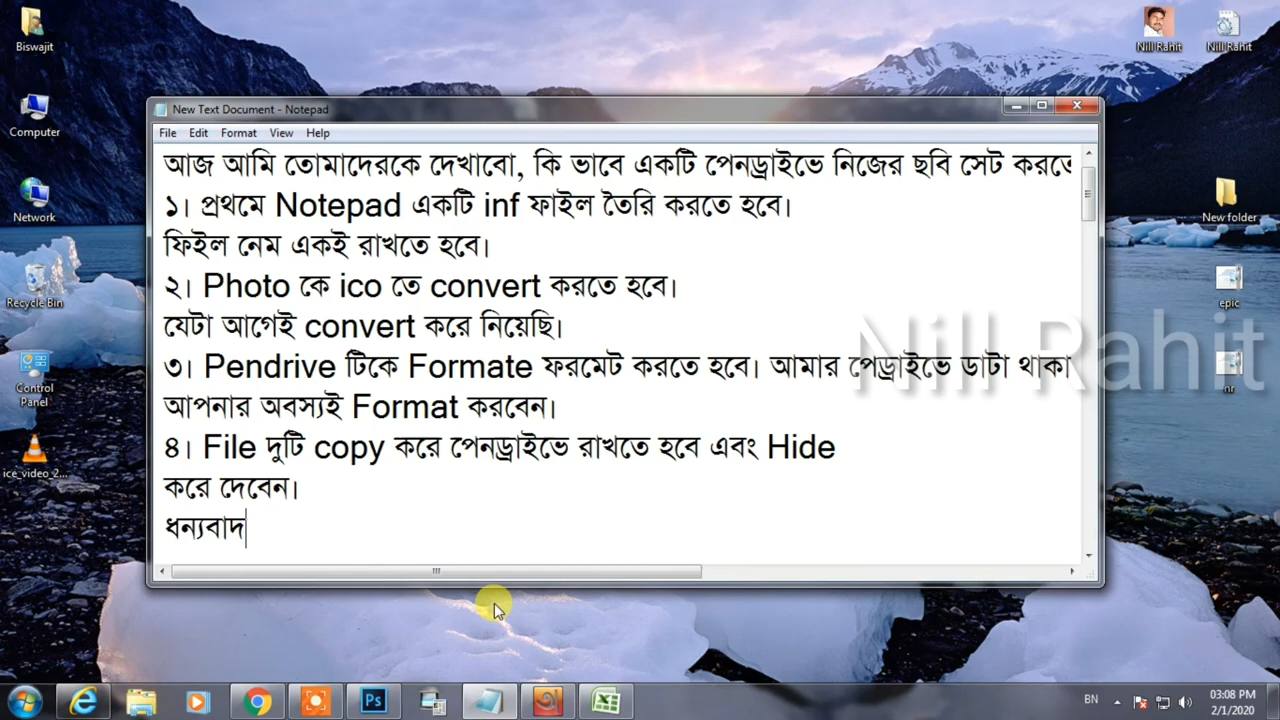 Biswajit
Computer
Network
Recycle Bin
Control
Panel
ice_video_2...
Nill Rahit
Nill Rahit
New folder
epic
nr
New Text Document - Notepad
File Edit Format View Help
আজ আমি তোমাদেরকে দেখাবো, কি ভাবে একটি পেনড্রাইভে নিজের ছবি সেট করতে
১। প্রথমে Notepad একটি inf ফাইল তৈরি করতে হবে।
ফিইল নেম একই রাখতে হবে।
২। Photo কে ico তে convert করতে হবে।
যেটা আগেই convert করে নিয়েছি।
৩। Pendrive টিকে Formate ফরমেট করতে হবে। আমার পেড্রাইভে ডাটা থাকা
আপনার অবস্যই Format করবেন।
৪। File দুটি copy করে পেনড্রাইভে রাখতে হবে এবং Hide
করে দেবেন।
ধন্যবাদ
Nill Rahit
BN
03:08 PM
2/1/2020